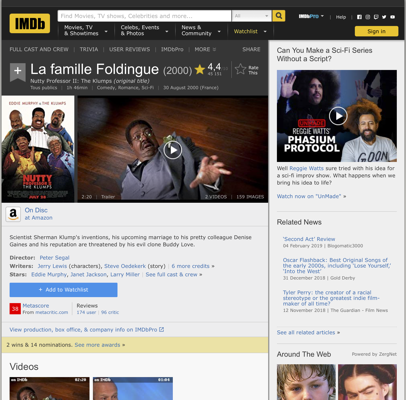 IMDb
Find Movies, TV shows, Celebrities and more...
All
IMDbPro
Help
Movies, TV & Showtimes
Celebs, Events & Photos
News & Community
Watchlist
Sign in
FULL CAST AND CREW | TRIVIA | USER REVIEWS | IMDbPro | MORE
SHARE
La famille Foldingue (2000)
4,4
Rate This
Nutty Professor II: The Klumps (original title)
Tous publics | 1h 46min | Comedy, Romance, Sci-Fi | 30 August 2000 (France)
EDDIE MURPHY THE KLUMPS
NUTTY
THE KLUMPS
2:20 | Trailer
VIDEOS | 159 IMAGES
On Disc
at Amazon
Scientist Sherman Klump's inventions, his upcoming marriage to his pretty colleague Denise
Gaines and his reputation are threatened by his evil clone Buddy Love.
Director: Peter Segal
Writers: Jerry Lewis (characters), Steve Oedekerk (story) | 6 more credits »
Stars: Eddie Murphy, Janet Jackson, Larry Miller | See full cast & crew »
+ Add to Watchlist
Metascore
From metacritic.com
Reviews
174 user | 96 critic
View production, box office, & company info on IMDbPro
2 wins & 14 nominations. See more awards »
Videos
IMDb
IMDb
Can You Make a Sci-Fi Series
Without a Script?
REGGIE WATTS'
PHASIUM
PROTOCOL
Well Reggie Watts sure tried with his idea for
a sci-fi improv show. What happens when we
bring his idea to life?
Watch now on "UnMade" »
Related News
'Second Act' Review
04 February 2019 | Blogomatic3000
Oscar Flashback: Best Original Songs of
the early 2000s, including 'Lose Yourself,'
'Into the West'
31 December 2018 | Gold Derby
Tyler Perry: the creator of racial
stereotype or the greatest indie film-
maker of all time?
12 November 2018 | The Guardian - Film News
See all related articles »
Around The Web
Powered by ZergNet